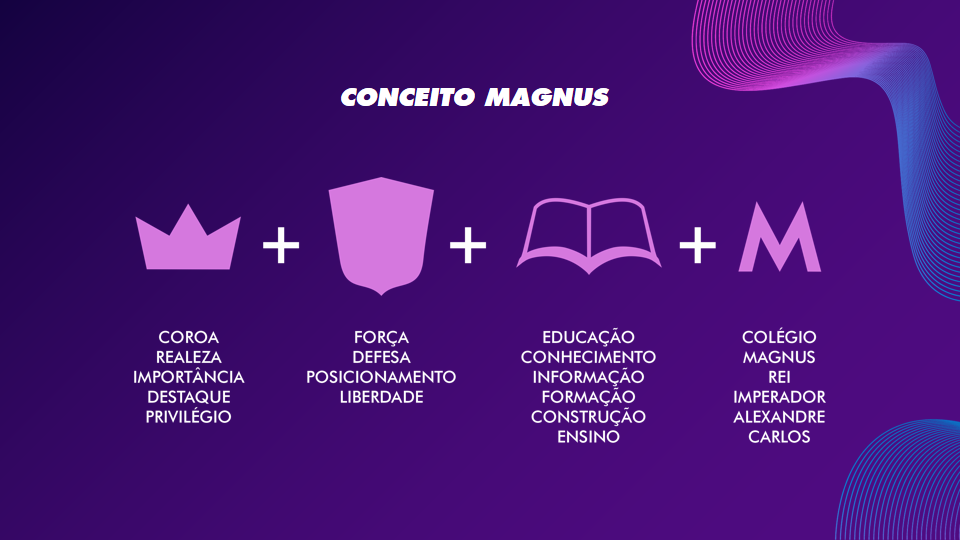 CONCEITO MAGNUS
+ + + M
COROA
REALEZA
IMPORTÂNCIA
DESTAQUE
PRIVILÉGIO
FORÇA
DEFESA
POSICIONAMENTO
LIBERDADE
EDUCAÇÃO
CONHECIMENTO
INFORMAÇÃO
FORMAÇÃO
CONSTRUÇÃO
ENSINO
COLÉGIO
MAGNUS
REI
IMPERADOR
ALEXANDRE
CARLOS